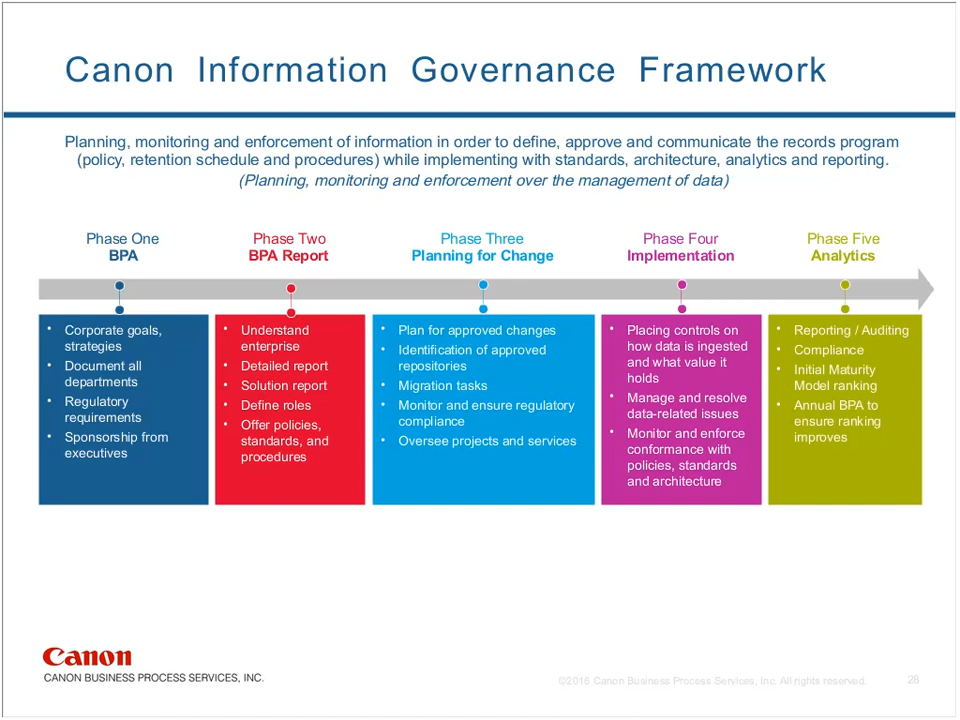 Canon Information Governance Framework
Planning, monitoring and enforcement of information in order to define, approve and communicate the records program
(policy, retention schedule and procedures) while implementing with standards, architecture, analytics and reporting.
(Planning, monitoring and enforcement over the management of data)
Phase One
BPA
Phase Two
BPA Report
Phase Three
Planning for Change
Phase Four
Implementation
Phase Five
Analytics
• Corporate goals,
strategies
• Document all
departments
• Regulatory
requirements
• Sponsorship from
executives
• Understand
enterprise
• Detailed report
• Solution report
• Define roles
• Offer policies,
standards, and
procedures
• Plan for approved changes
• Identification of approved
repositories
• Migration tasks
• Monitor and ensure regulatory
compliance
• Oversee projects and services
• Placing controls on
how data is ingested
and what value it
holds
• Manage and resolve
data-related issues
• Monitor and enforce
conformance with
policies, standards
and architecture
• Reporting / Auditing
• Compliance
• Initial Maturity
Model ranking
• Annual BPA to
ensure ranking
improves
Canon
CANON BUSINESS PROCESS SERVICES, INC.
©2016 Canon Business Process Services, Inc. All rights reserved.
28